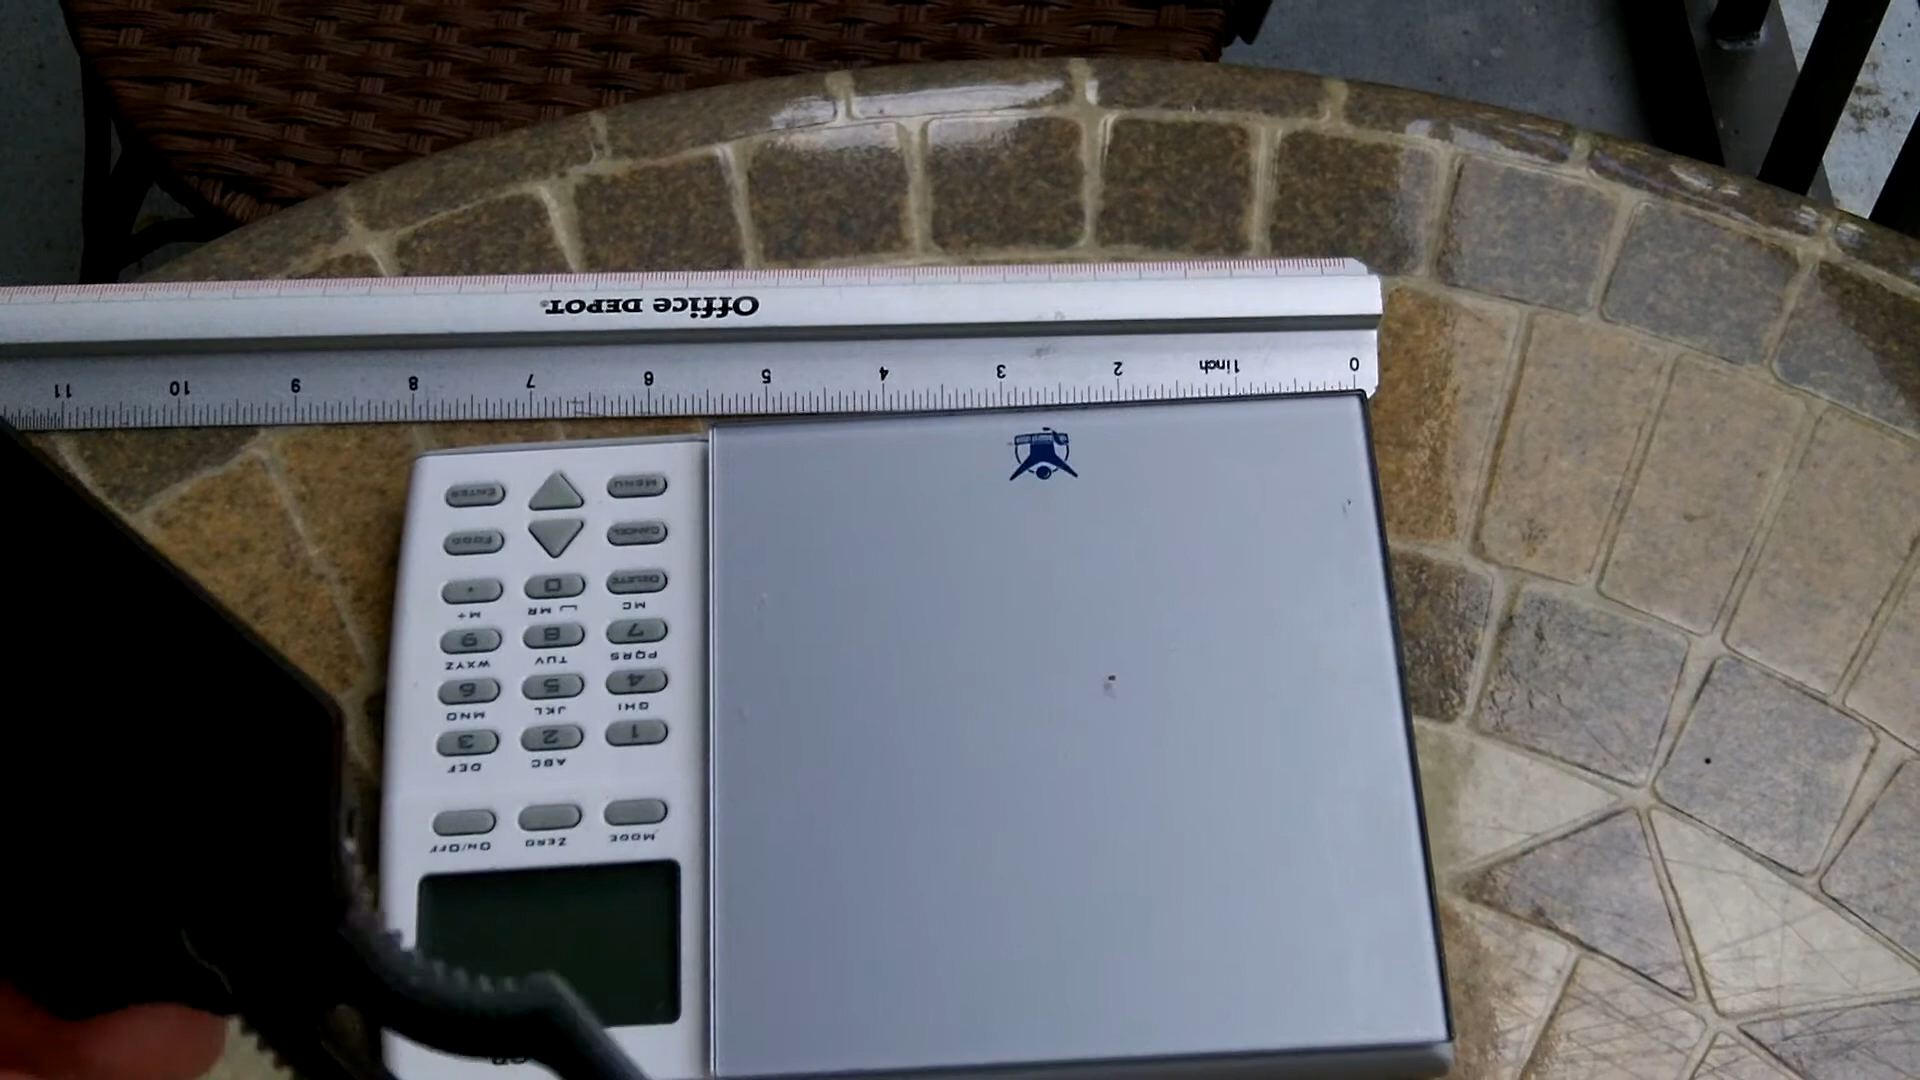 Office DEPOT
0 1inch 2 3 4 5 6 7 8 9 10 11
MODE ZERO ON/OFF
1 2 3
ABC DEF
4 5 6
GHI JKL MNO
7 8 9
PQRS TUV WXYZ
DELETE 0 .
MC MR M+
CANCEL FOOD
MENU ENTER